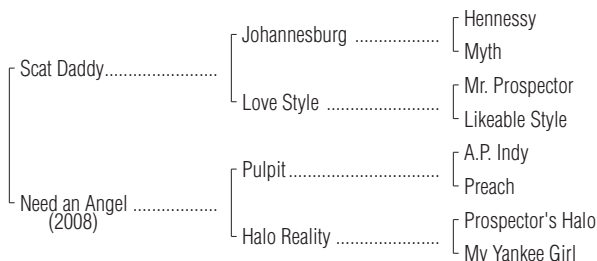 Hennessy
Johannesburg ..................
Myth
Scat Daddy........................
Mr. Prospector
Love Style ........................
Likeable Style
A.P. Indy
Pulpit................................
Preach
Need an Angel ..................
(2008)
Prospector's Halo
Halo Reality ......................
My Yankee Girl